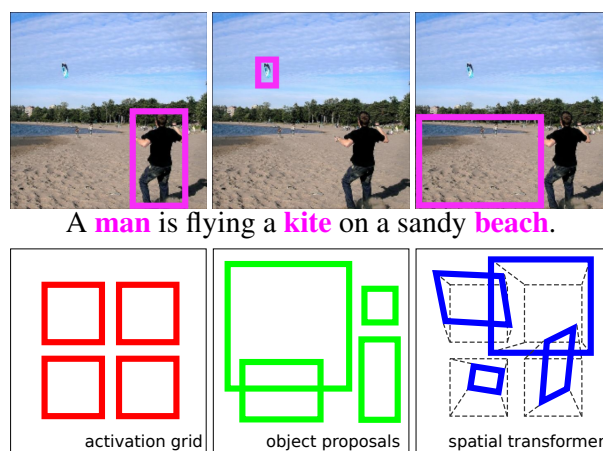 A man is flying a kite on a sandy beach.
activation grid
object proposals
spatial transformer